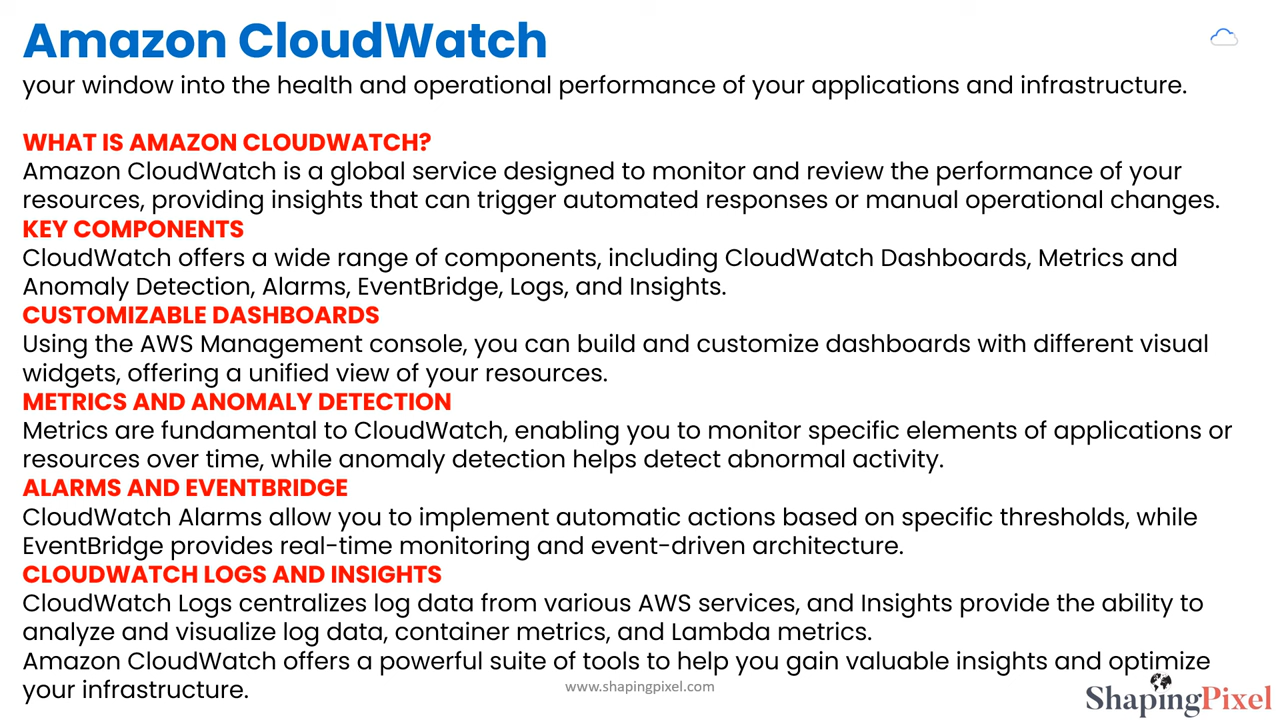 Amazon CloudWatch
your window into the health and operational performance of your applications and infrastructure.
WHAT IS AMAZON CLOUDWATCH?
Amazon CloudWatch is a global service designed to monitor and review the performance of your
resources, providing insights that can trigger automated responses or manual operational changes.
KEY COMPONENTS
CloudWatch offers a wide range of components, including CloudWatch Dashboards, Metrics and
Anomaly Detection, Alarms, EventBridge, Logs, and Insights.
CUSTOMIZABLE DASHBOARDS
Using the AWS Management console, you can build and customize dashboards with different visual
widgets, offering a unified view of your resources.
METRICS AND ANOMALY DETECTION
Metrics are fundamental to CloudWatch, enabling you to monitor specific elements of applications or
resources over time, while anomaly detection helps detect abnormal activity.
ALARMS AND EVENTBRIDGE
CloudWatch Alarms allow you to implement automatic actions based on specific thresholds, while
EventBridge provides real-time monitoring and event-driven architecture.
CLOUDWATCH LOGS AND INSIGHTS
CloudWatch Logs centralizes log data from various AWS services, and Insights provide the ability to
analyze and visualize log data, container metrics, and Lambda metrics.
Amazon CloudWatch offers a powerful suite of tools to help you gain valuable insights and optimize
your infrastructure.
www.shapingpixel.com
ShapingPixel